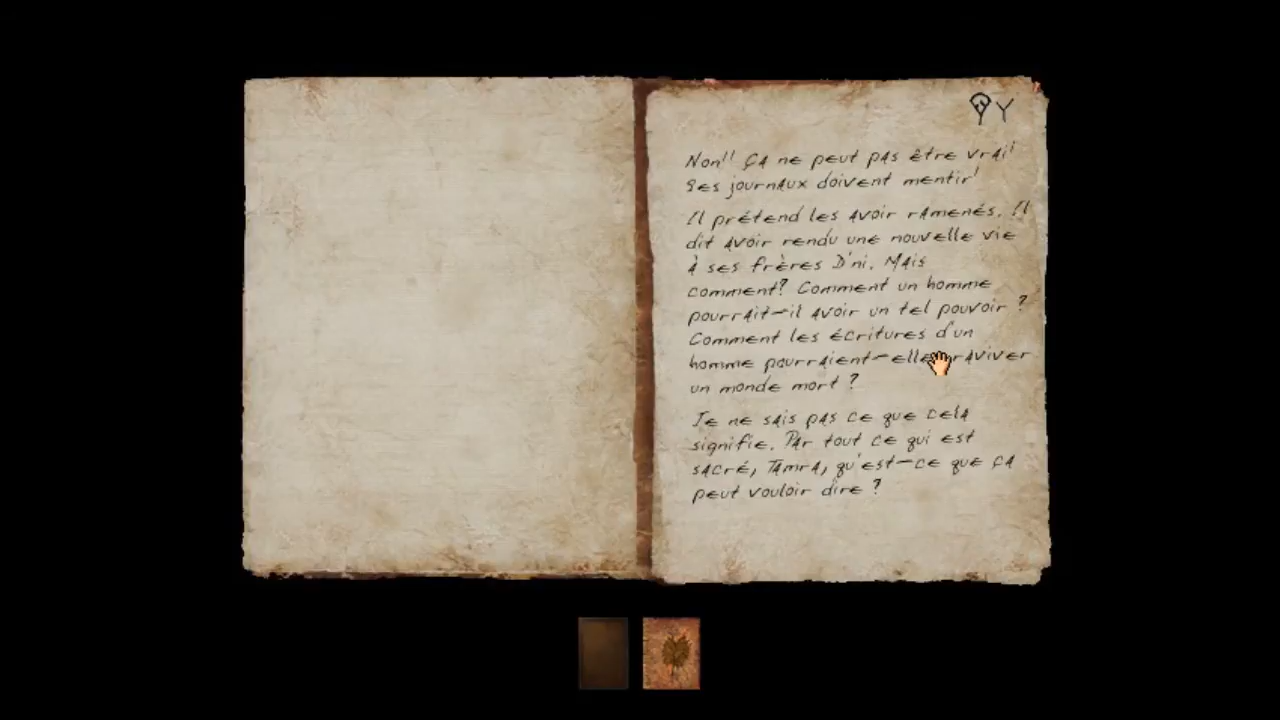 Non!! Ça ne peut pas être vrai!
Ses journaux doivent mentir!
Il prétend les avoir ramenés. Il
dit avoir rendu une nouvelle vie
à ses frères D'ni. Mais
comment? Comment un homme
pourrait-il avoir un tel pouvoir ?
Comment les écritures d'un
homme pourraient- raviver
un monde mort ?
Je ne sais pas ce que cela
signifie. Par tout ce qui est
sacré, Tamra, qu'est-ce que ça
peut vouloir dire ?